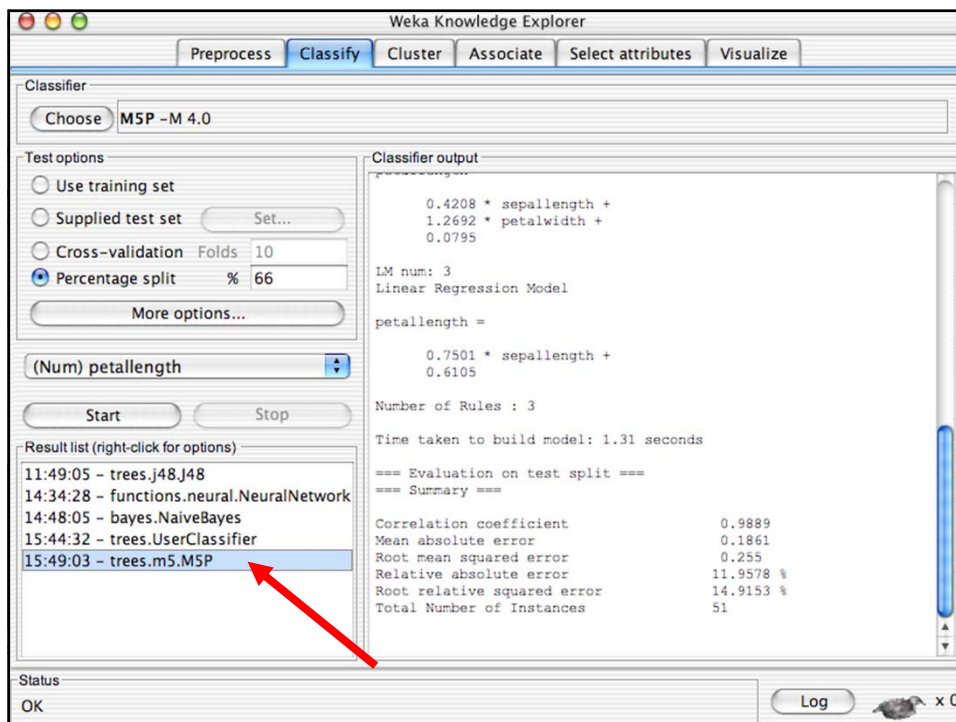 Weka Knowledge Explorer
Preprocess Classify Cluster Associate Select attributes Visualize
Classifier
Choose M5P -M 4.0
Test options
Use training set
Supplied test set Set...
Cross-validation Folds 10
Percentage split % 66
More options...
(Num) petallength
Start Stop
Result list (right-click for options)
11:49:05 - trees.j48.J48
14:34:28 - functions.neural.NeuralNetwork
14:48:05 - bayes.NaiveBayes
15:44:32 - trees.UserClassifier
15:49:03 - trees.m5.M5P
Classifier output
0.4208 * sepallength +
1.2692 * petalwidth +
0.0795
LM num: 3
Linear Regression Model
petallength =
0.7501 * sepallength +
0.6105
Number of Rules : 3
Time taken to build model: 1.31 seconds
=== Evaluation on test split ===
=== Summary ===
Correlation coefficient 0.9889
Mean absolute error 0.1861
Root mean squared error 0.255
Relative absolute error 11.9578 %
Root relative squared error 14.9153 %
Total Number of Instances 51
Status
OK
Log x 0